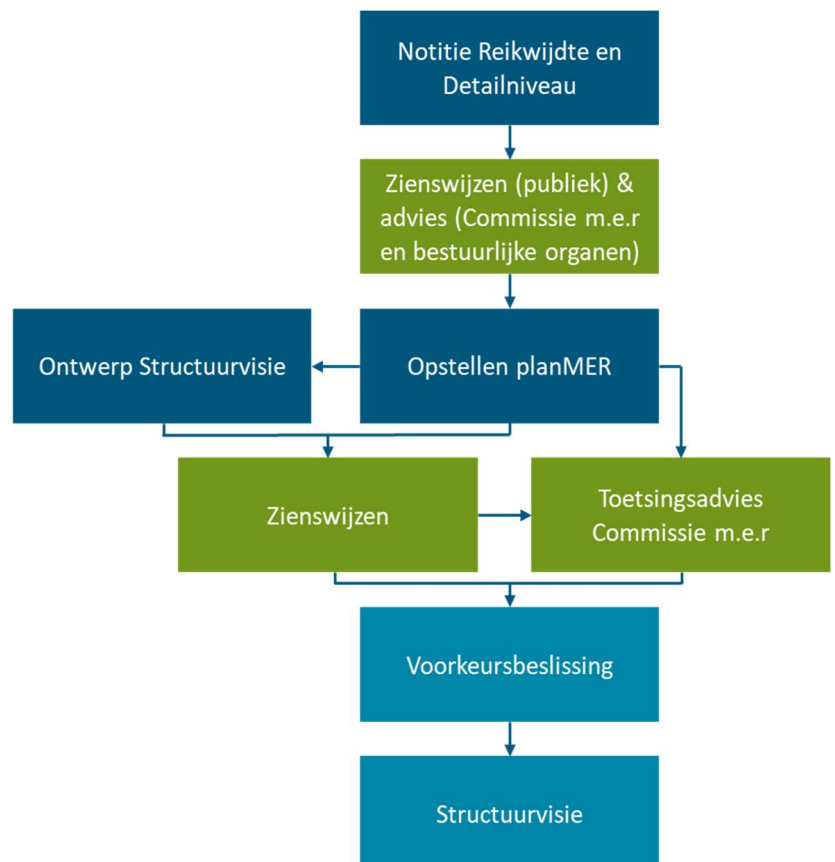 Notitie Reikwijdte en
Detailniveau
Zienswijzen (publiek) &
advies (Commissie m.e.r
en bestuurlijke organen)
Ontwerp Structuurvisie
Opstellen planMER
Zienswijzen
Toetsingsadvies
Commissie m.e.r
Voorkeursbeslissing
Structuurvisie